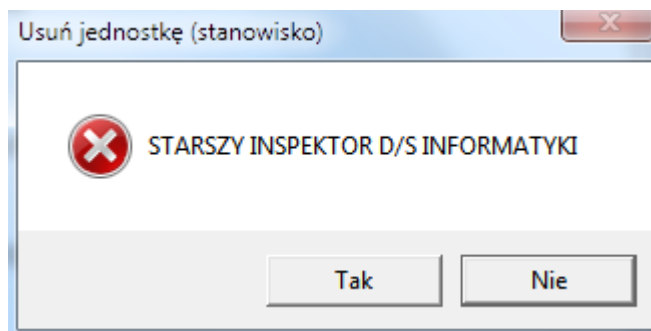 Usuń jednostkę (stanowisko)
STARSZY INSPEKTOR D/S INFORMATYKI
Tak
Nie